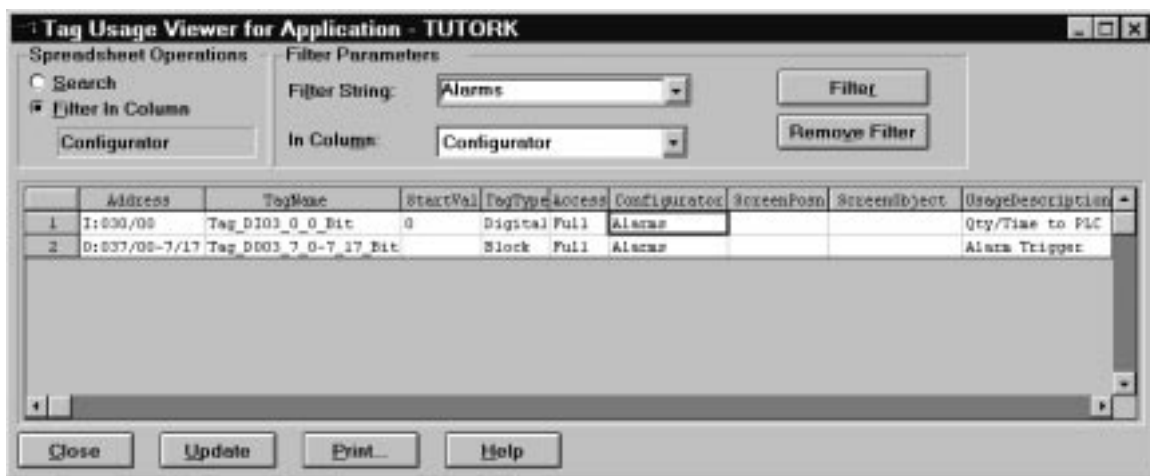 Tag Usage Viewer for Application - TUTORK
Spreadsheet Operations
Search
Filter In Column
Configurator
Filter Parameters
Filter String: Alarms
In Column: Configurator
Filter
Remove Filter
Address TagName StartVal TagType Access Configurator ScreenPosn ScreenObject UsageDescription
1 I:030/00 Tag_DI03_0_0_Bit 0 Digital Full Alarms Qty/Time to PLC
2 O:037/00-7/17 Tag_DO03_7_0-7_17_Bit Block Full Alarms Alarm Trigger
Close Update Print... Help